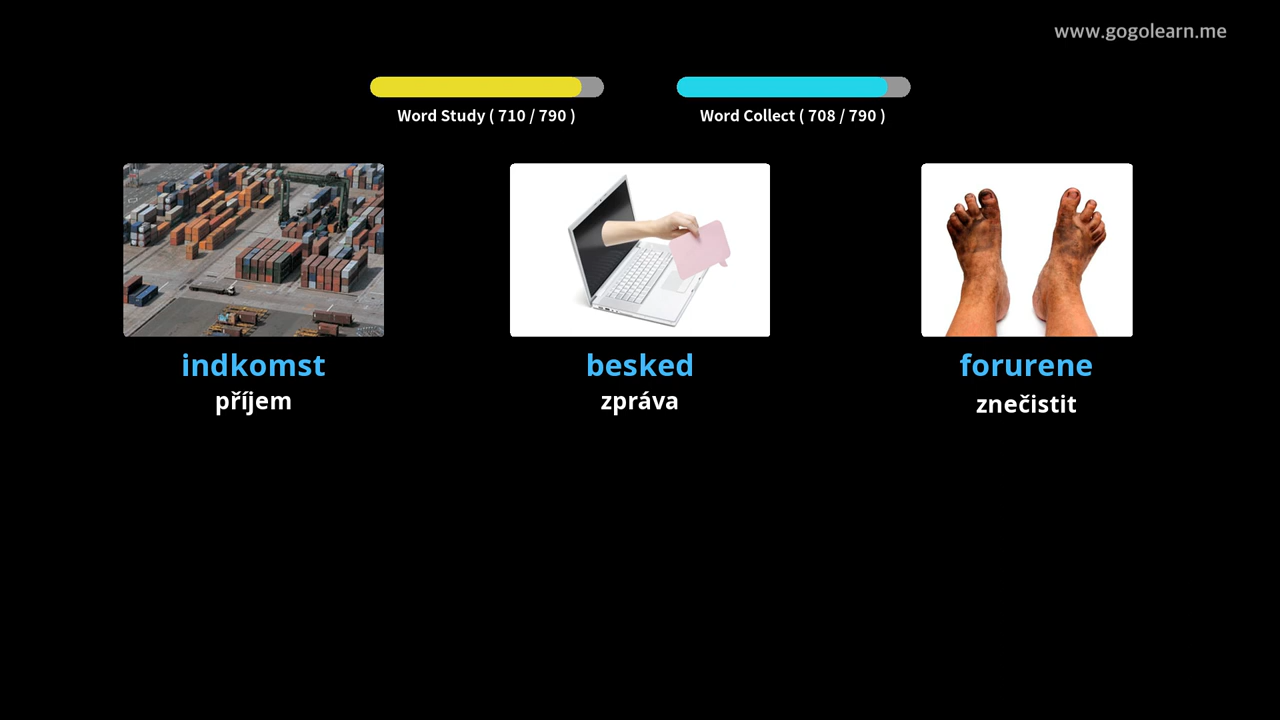 www.gogolearn.me
Word Study ( 710 / 790 )
Word Collect ( 708 / 790 )
indkomst
příjem
besked
zpráva
forurene
znečistit